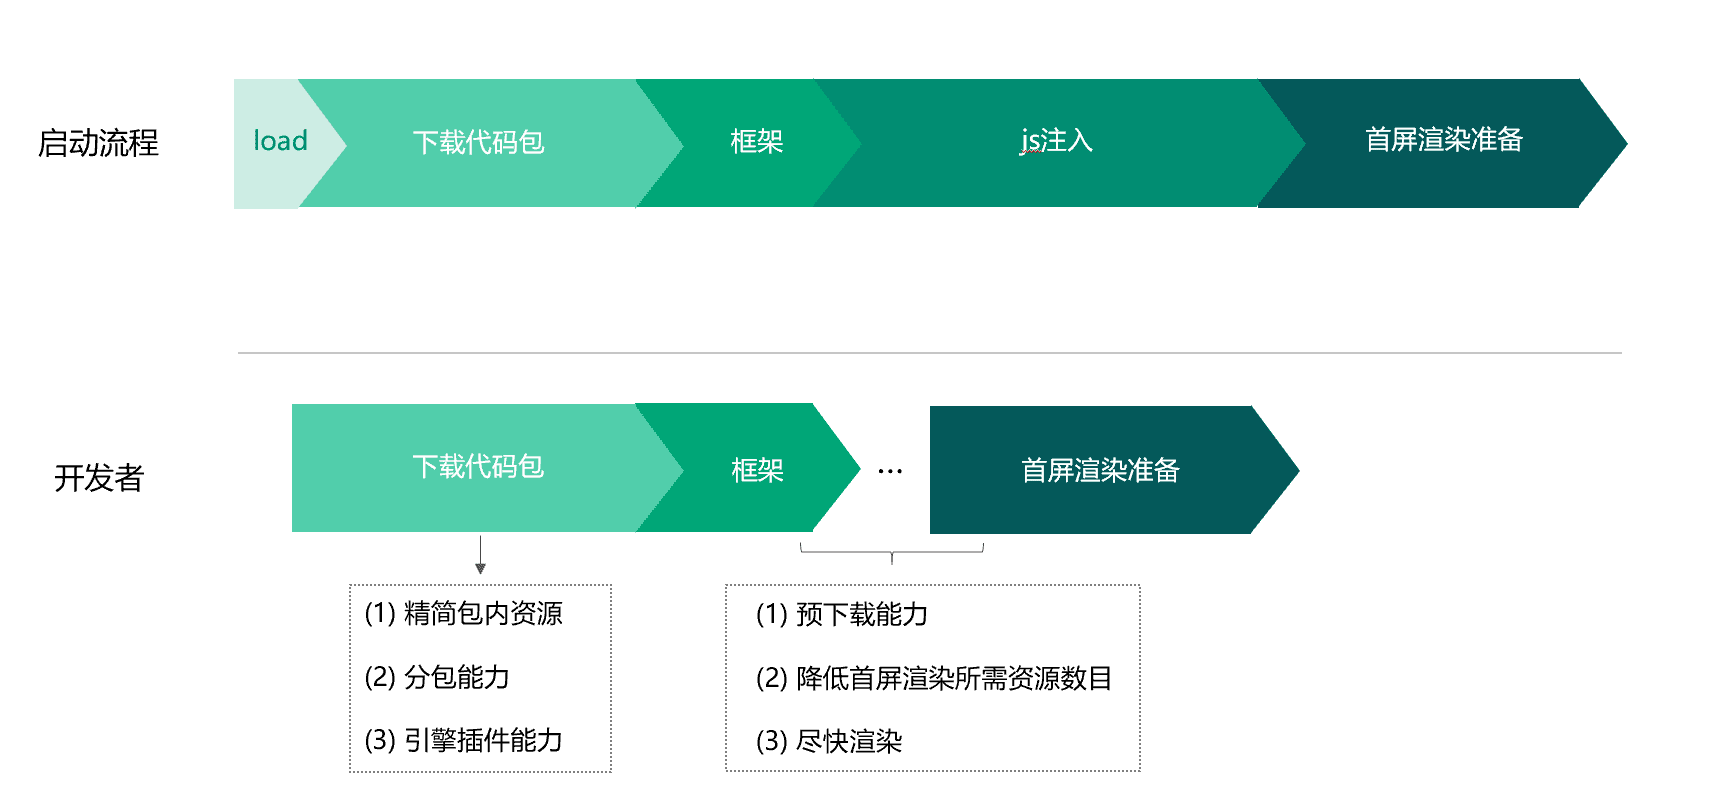 启动流程
load
下载代码包
框架
js注入
首屏渲染准备
开发者
下载代码包
框架
...
首屏渲染准备
(1) 精简包内资源
(2) 分包能力
(3) 引擎插件能力
(1) 预下载能力
(2) 降低首屏渲染所需资源数目
(3) 尽快渲染